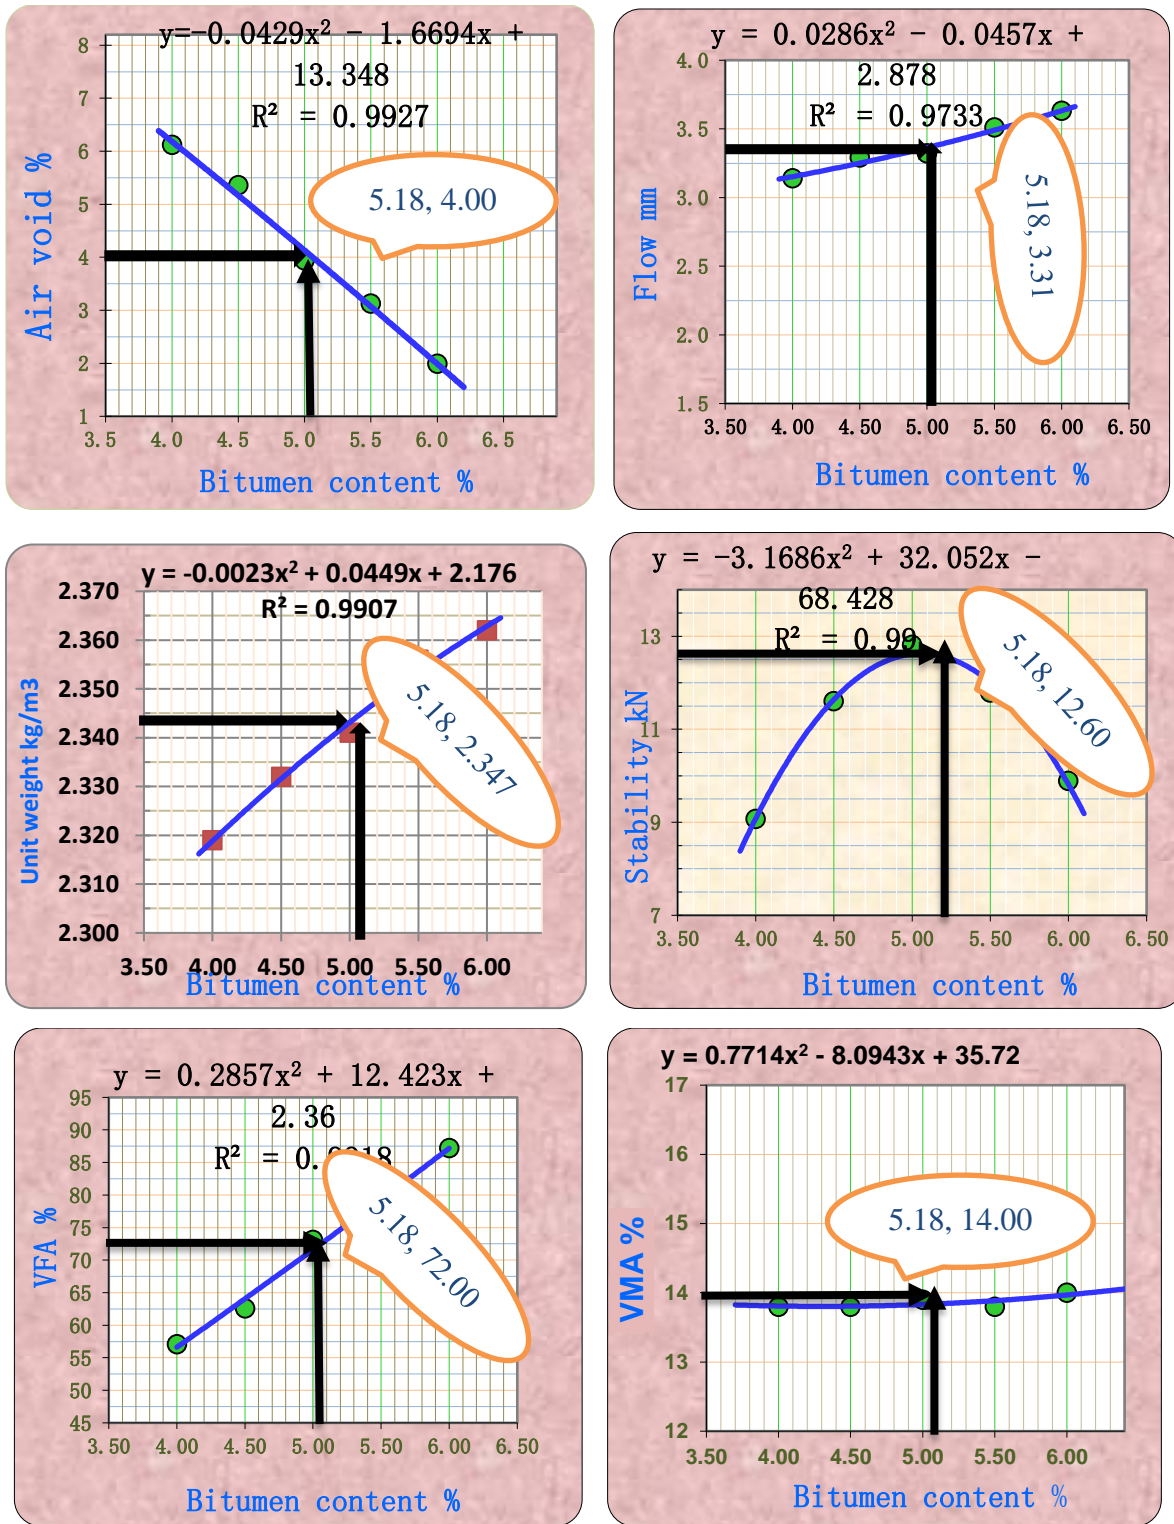 y=-0.0429x² - 1.6694x +
13.348
R² = 0.9927
8
7
6
5
4
3
2
1
Air void %
5.18, 4.00
3.5 4.0 4.5 5.0 5.5 6.0 6.5
Bitumen content %
y = 0.0286x² - 0.0457x +
2.878
R² = 0.9733
4.0
3.5
3.0
2.5
2.0
1.5
Flow mm
5.18, 3.31
3.50 4.00 4.50 5.00 5.50 6.00 6.50
Bitumen content %
y = -0.0023x² + 0.0449x + 2.176
R² = 0.9907
2.370
2.360
2.350
2.340
2.330
2.320
2.310
2.300
Unit weight kg/m3
5.18, 2.347
3.50 4.00 4.50 5.00 5.50 6.00
Bitumen content %
y = -3.1686x² + 32.052x -
68.428
R² = 0.99
13
11
9
7
Stability kN
5.18, 12.60
3.50 4.00 4.50 5.00 5.50 6.00 6.50
Bitumen content %
y = 0.2857x² + 12.423x +
2.36
R² = 0.9918
95
90
85
80
75
70
65
60
55
50
45
VFA %
5.18, 72.00
3.50 4.00 4.50 5.00 5.50 6.00 6.50
Bitumen content %
y = 0.7714x² - 8.0943x + 35.72
17
16
15
14
13
12
VMA %
5.18, 14.00
3.50 4.00 4.50 5.00 5.50 6.00
Bitumen content %